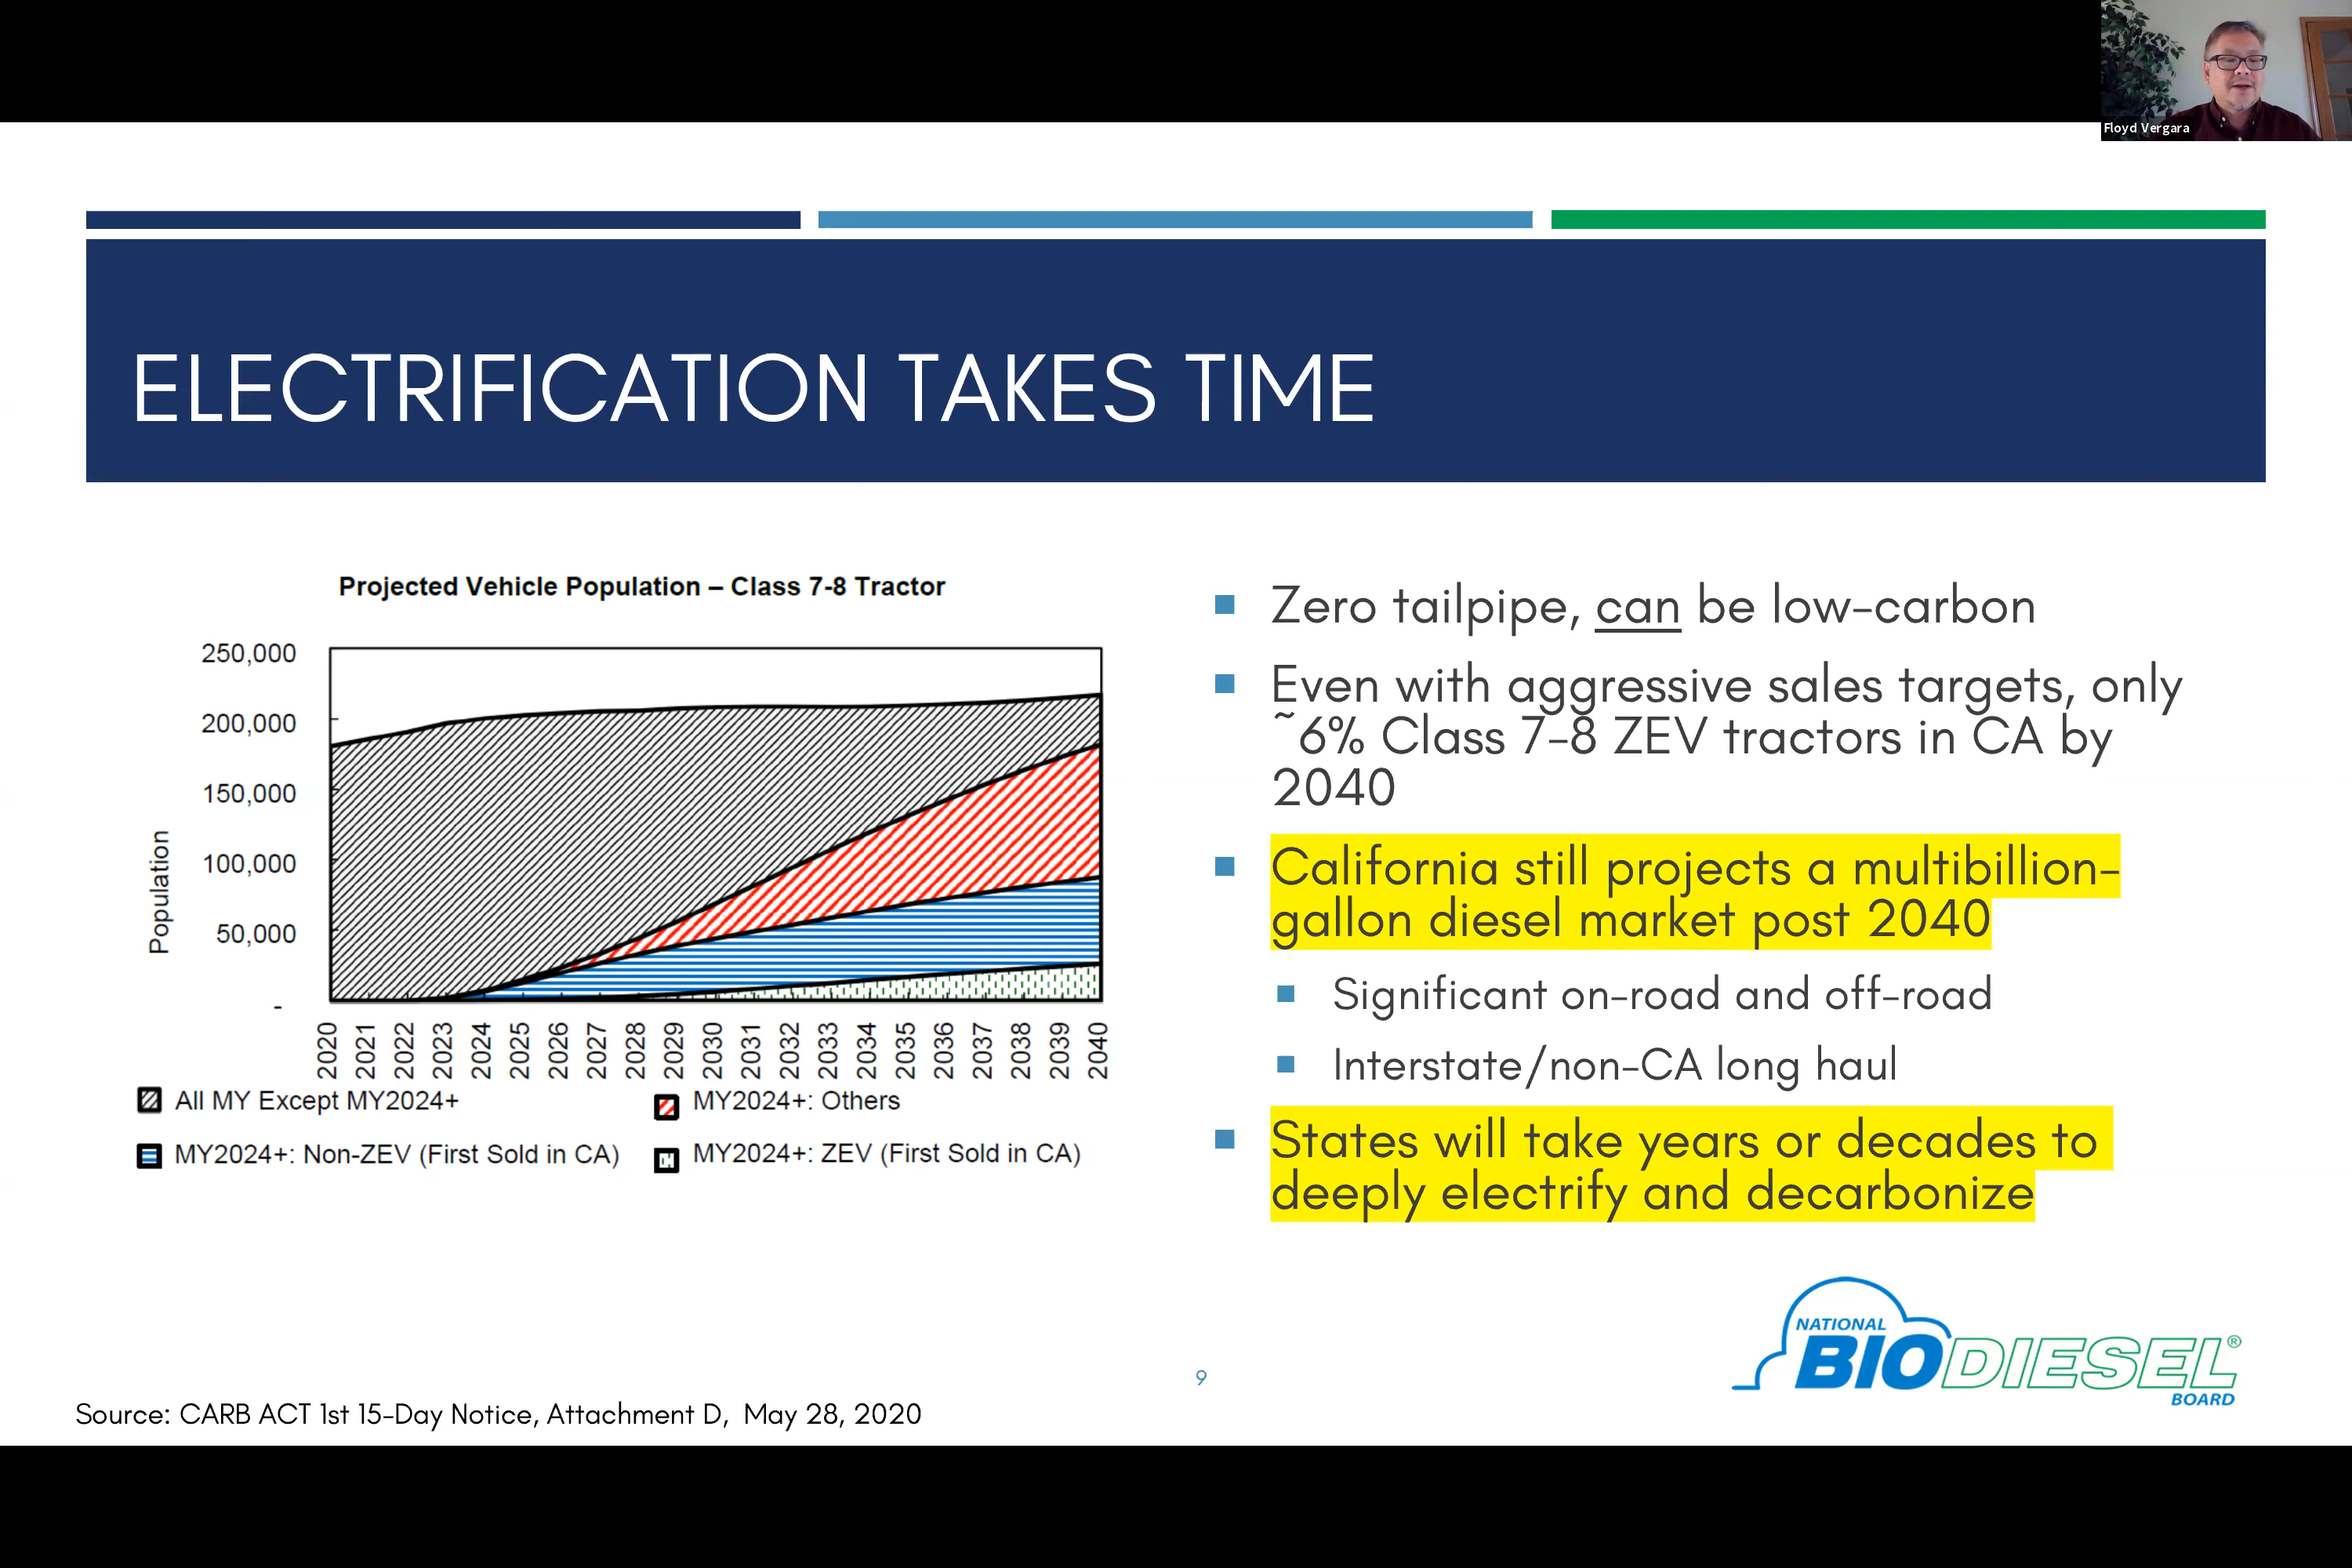 Floyd Vergara
ELECTRIFICATION TAKES TIME
Projected Vehicle Population – Class 7-8 Tractor
250,000
200,000
150,000
100,000
50,000
-
Population
2020
2021
2022
2023
2024
2025
2026
2027
2028
2029
2030
2031
2032
2033
2034
2035
2036
2037
2038
2039
2040
All MY Except MY2024+
MY2024+: Others
MY2024+: Non-ZEV (First Sold in CA)
MY2024+: ZEV (First Sold in CA)
Zero tailpipe, can be low-carbon
Even with aggressive sales targets, only
~6% Class 7-8 ZEV tractors in CA by
2040
California still projects a multibillion-
gallon diesel market post 2040
Significant on-road and off-road
Interstate/non-CA long haul
States will take years or decades to
deeply electrify and decarbonize
NATIONAL
BIODIESEL®
BOARD
9
Source: CARB ACT 1st 15-Day Notice, Attachment D, May 28, 2020